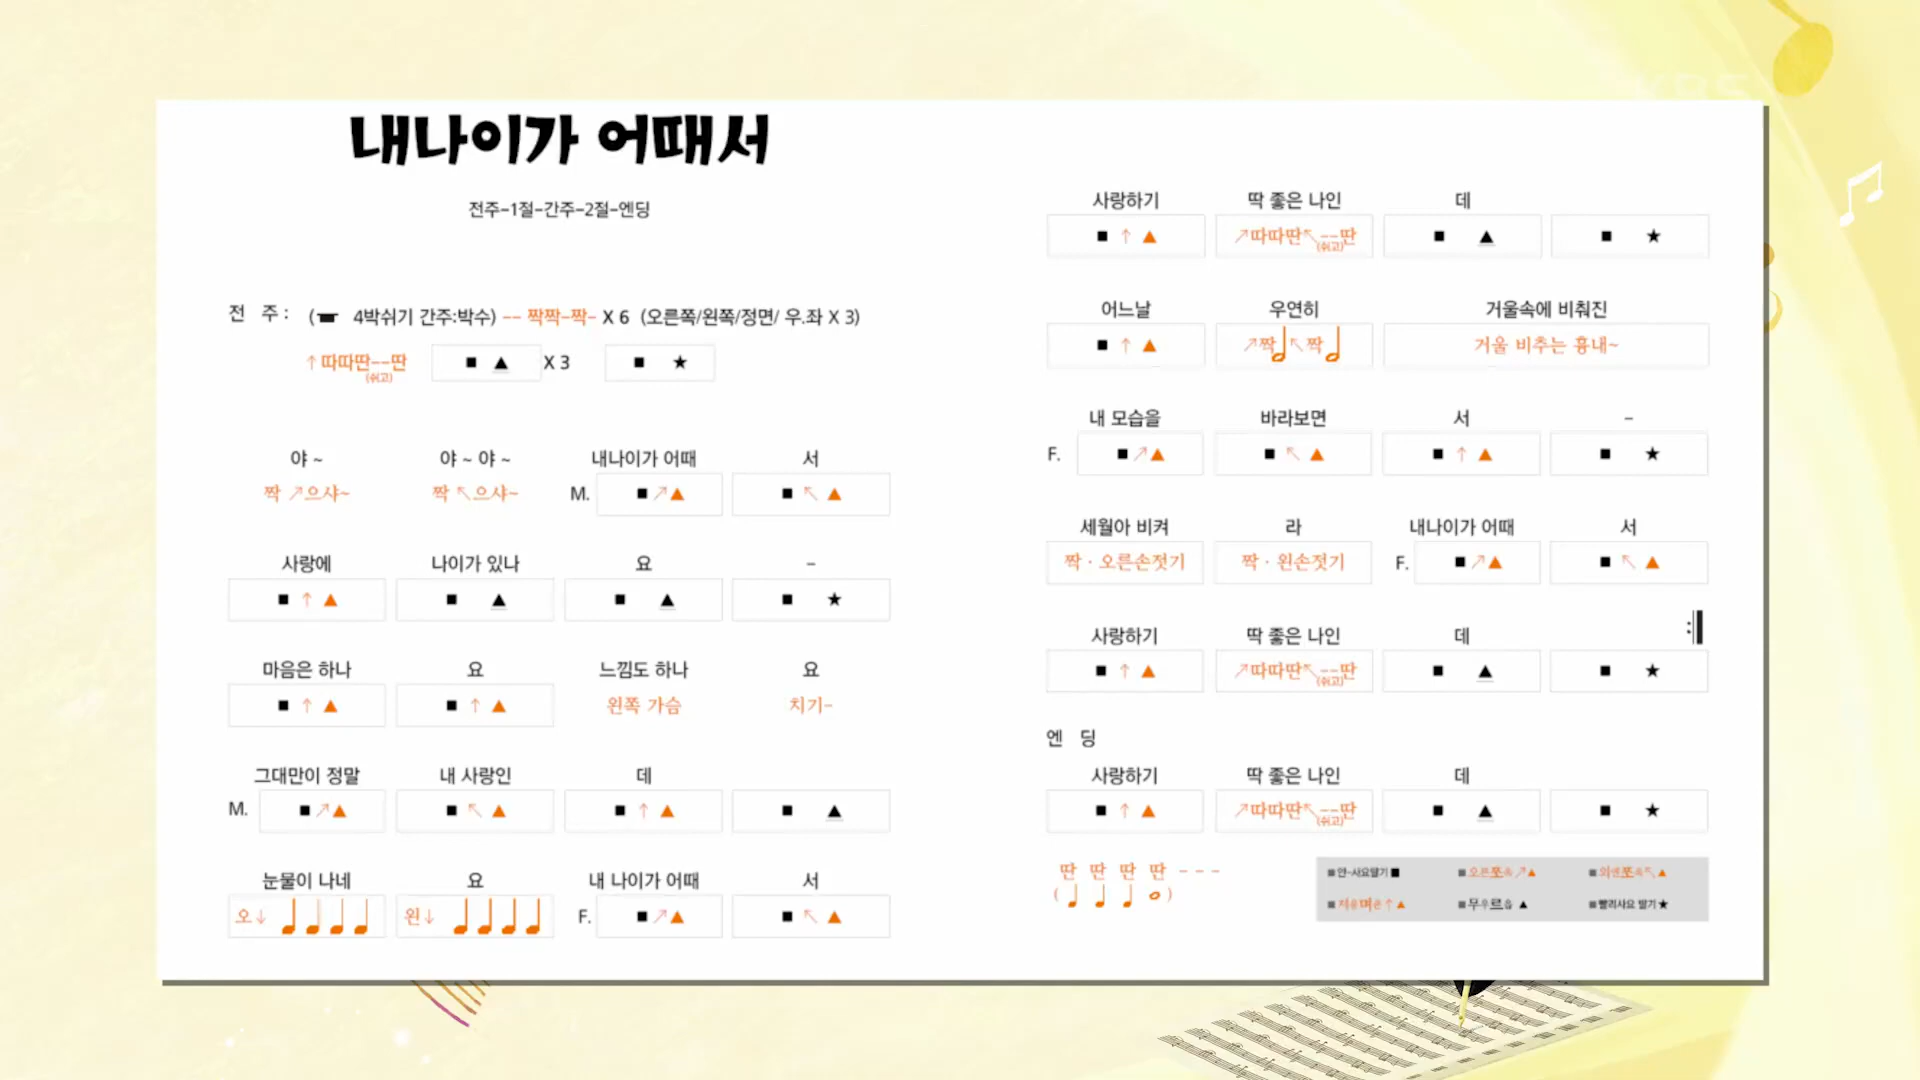 내나이가 어때서
전주-1절-간주-2절-엔딩
전 주 : ( 4박쉬기 간주:박수) -- 짝짝-짝- X 6 (오른쪽/왼쪽/정면/ 우.좌 X 3)
↑따따딴--딴 ■ ▲ X 3 ■ ★
(쉬고)
야 ~ 야 ~ 야 ~ 내나이가 어때 서
짝 ↗으샤~ 짝 ↖으샤~ M. ■ ↗▲ ■ ↖ ▲
사랑에 나이가 있나 요 -
■ ↑ ▲ ■ ▲ ■ ▲ ■ ★
마음은 하나 요 느낌도 하나 요
■ ↑ ▲ ■ ↑ ▲ 왼쪽 가슴 치기-
그대만이 정말 내 사랑인 데
M. ■ ↗▲ ■ ↖ ▲ ■ ↑ ▲ ■ ▲
눈물이 나네 요 내 나이가 어때 서
오↓ ♩ ♩ ♩ ♩ 왼↓ ♩ ♩ ♩ ♩ F. ■ ↗▲ ■ ↖ ▲
사랑하기 딱 좋은 나인 데
■ ↑ ▲ ↗따따딴↖--딴 ■ ▲ ■ ★
(쉬고)
어느날 우연히 거울속에 비춰진
■ ↑ ▲ ↗짝 ↖짝 거울 비추는 흉내~
내 모습을 바라보면 서 -
F. ■ ↗▲ ■ ↖ ▲ ■ ↑ ▲ ■ ★
세월아 비켜 라 내나이가 어때 서
짝 · 오른손젓기 짝 · 왼손젓기 F. ■ ↗▲ ■ ↖ ▲
사랑하기 딱 좋은 나인 데
■ ↑ ▲ ↗따따딴↖--딴 ■ ▲ ■ ★
(쉬고)
엔 딩
사랑하기 딱 좋은 나인 데
■ ↑ ▲ ↗따따딴↖--딴 ■ ▲ ■ ★
(쉬고)
딴 딴 딴 딴 - - -
( ♩ ♩ ♩ )